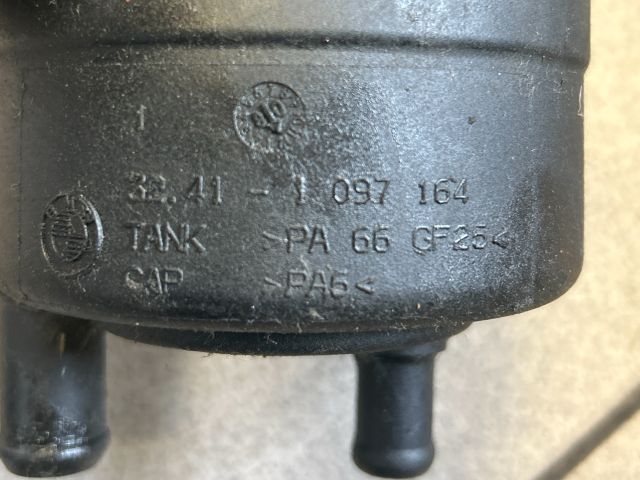 1
32.41 - 1 097 164
TANK >PA 66 GF25<
CAP >PA6<